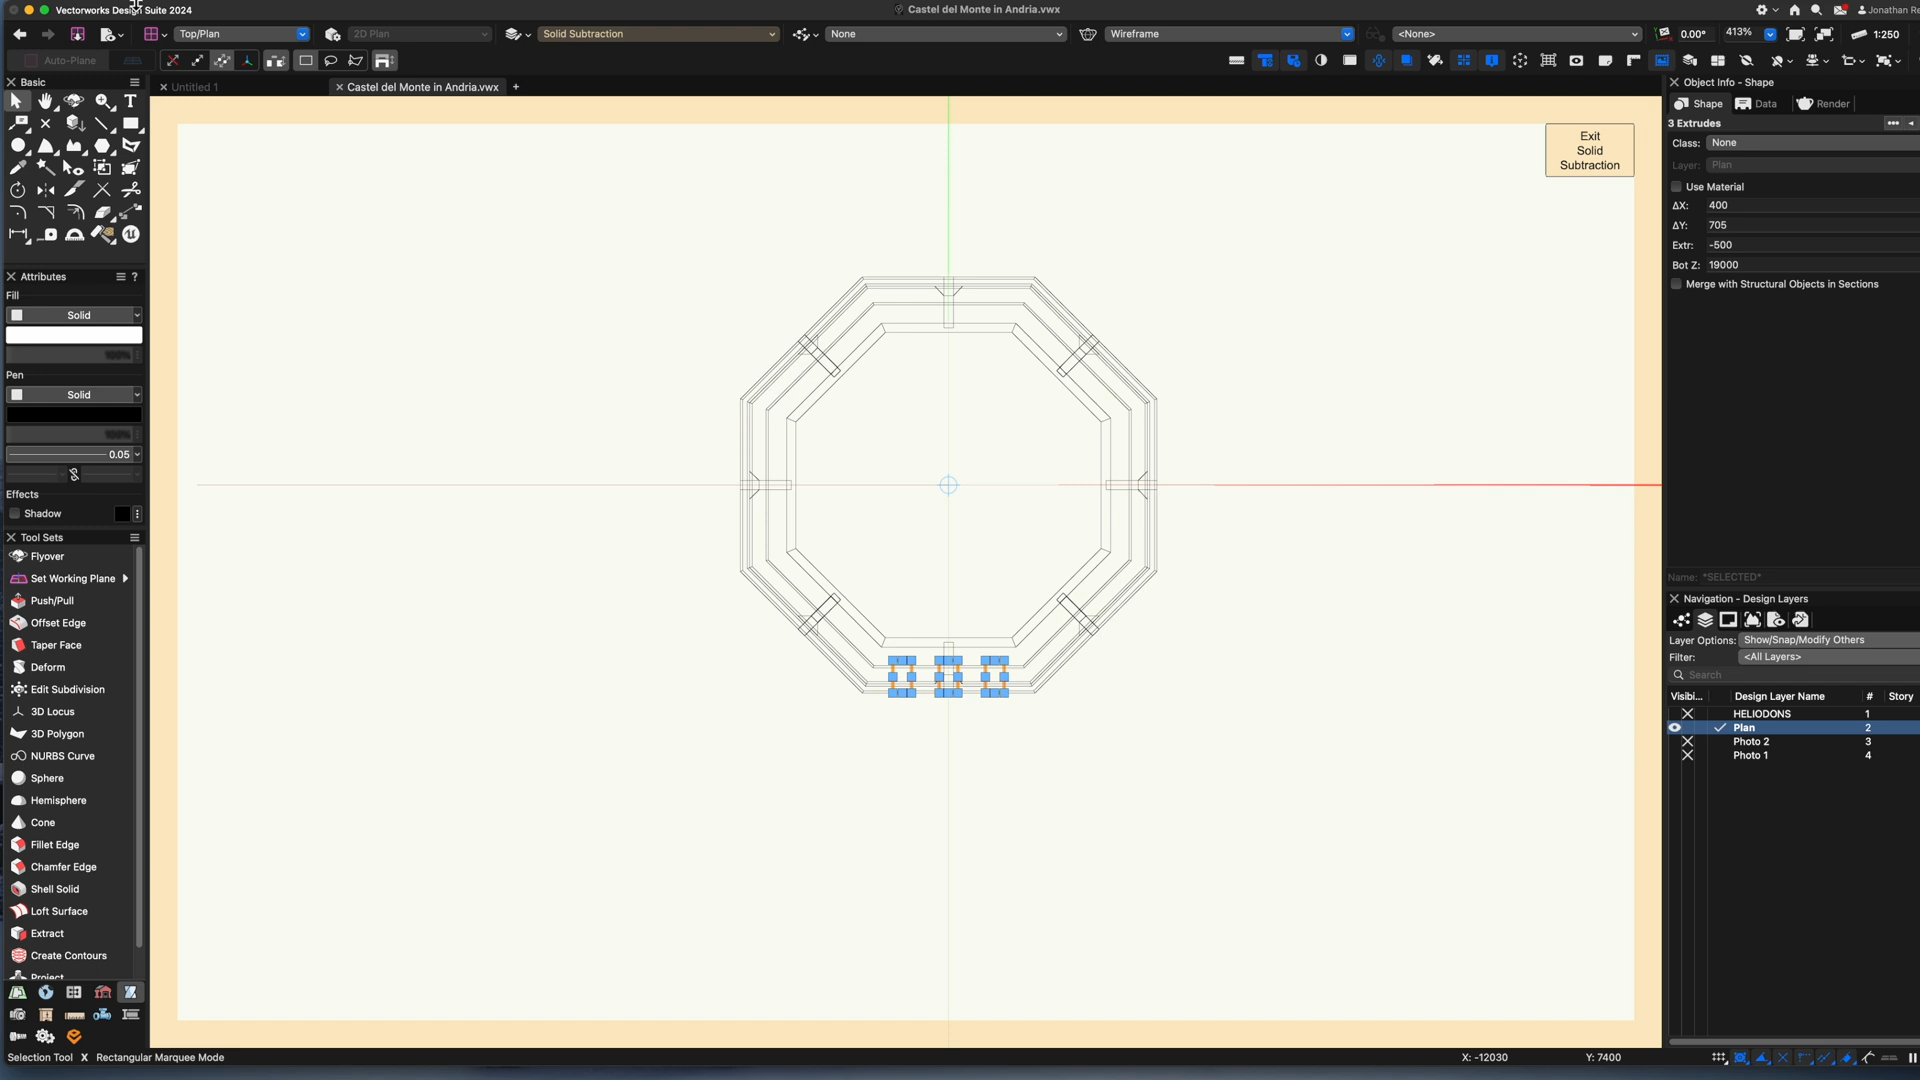 Vectorworks Design Suite 2024
Castel del Monte in Andria.vwx
Jonathan Re
Top/Plan
2D Plan
Solid Subtraction
None
Wireframe
<None>
0.00°
413%
1:250
Auto-Plane
Basic
Untitled 1
Castel del Monte in Andria.vwx
Object Info - Shape
Shape
Data
Render
3 Extrudes
Class: None
Layer: Plan
Use Material
ΔX: 400
ΔY: 705
Extr: -500
Bot Z: 19000
Merge with Structural Objects in Sections
Exit
Solid
Subtraction
Attributes
Fill
Solid
100%
Pen
Solid
100%
0.05
Effects
Shadow
Tool Sets
Flyover
Set Working Plane
Push/Pull
Offset Edge
Taper Face
Deform
Edit Subdivision
3D Locus
3D Polygon
NURBS Curve
Sphere
Hemisphere
Cone
Fillet Edge
Chamfer Edge
Shell Solid
Loft Surface
Extract
Create Contours
Project
Name: *SELECTED*
Navigation - Design Layers
Layer Options: Show/Snap/Modify Others
Filter: <All Layers>
Search
Visibi... Design Layer Name # Story
HELIODONS 1
Plan 2
Photo 2 3
Photo 1 4
Selection Tool X Rectangular Marquee Mode
X: -12030
Y: 7400